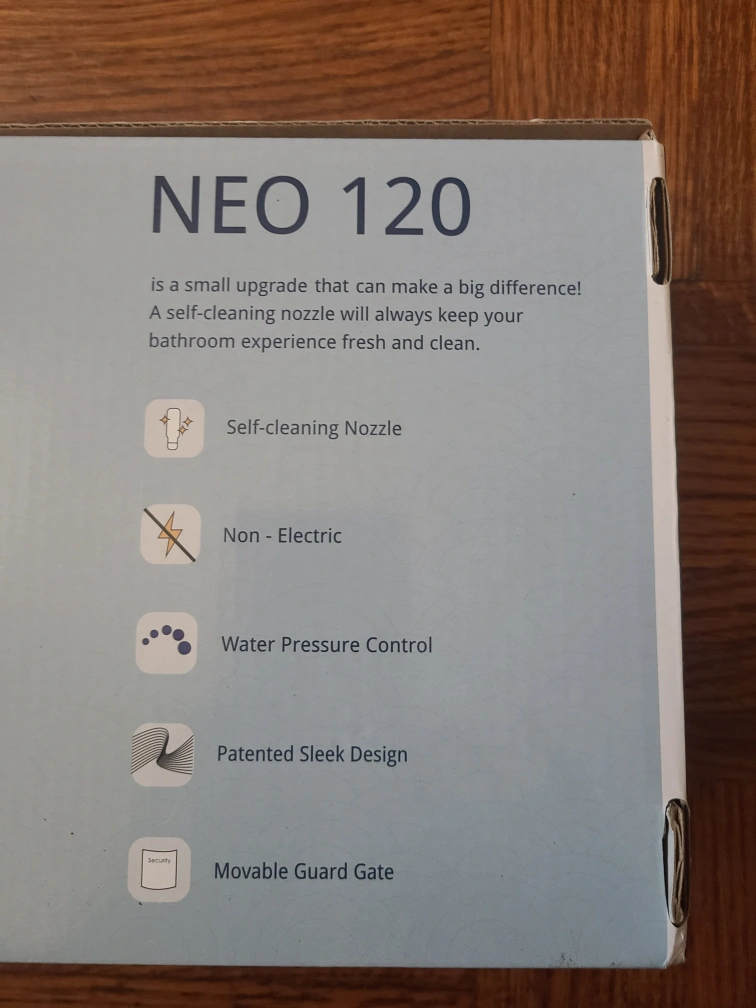 NEO 120
is a small upgrade that can make a big difference!
A self-cleaning nozzle will always keep your
bathroom experience fresh and clean.
Self-cleaning Nozzle
Non - Electric
Water Pressure Control
Patented Sleek Design
Security
Movable Guard Gate